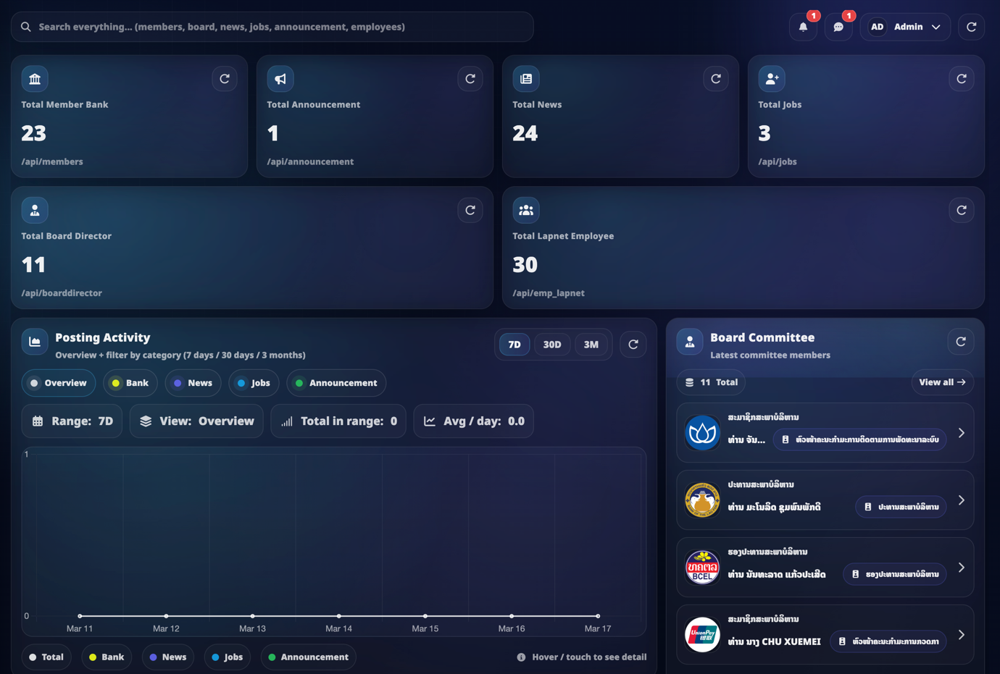 Search everything... (members, board, news, jobs, announcement, employees)
1
1
AD Admin
Total Member Bank
23
/api/members
Total Announcement
1
/api/announcement
Total News
24
Total Jobs
3
/api/jobs
Total Board Director
11
/api/boarddirector
Total Lapnet Employee
30
/api/emp_lapnet
Posting Activity
Overview + filter by category (7 days / 30 days / 3 months)
7D 30D 3M
Overview Bank News Jobs Announcement
Range: 7D View: Overview Total in range: 0 Avg / day: 0.0
1
0
Mar 11 Mar 12 Mar 13 Mar 14 Mar 15 Mar 16 Mar 17
Total Bank News Jobs Announcement
Hover / touch to see detail
Board Committee
Latest committee members
11 Total
View all →
ສະມາຊິກສະພາບໍລິຫານ
ທ່ານ ຈັນ... ຫົວໜ້າຄະນະກຳມະການຕິດຕາມການພັດທະນາລະບົບ
ປະທານສະພາບໍລິຫານ
ທ່ານ ມະໂນລິດ ຊຸມພົນພັກດີ ປະທານສະພາບໍລິຫານ
ຮອງປະທານສະພາບໍລິຫານ
ທ່ານ ນັນທະລາດ ແກ້ວປະເສີດ ຮອງປະທານສະພາບໍລິຫານ
ທຄຕລ
BCEL
ສະມາຊິກສະພາບໍລິຫານ
ທ່ານ ນາງ CHU XUEMEI ຫົວໜ້າຄະນະກຳມະການກວດກາ
UnionPay
银联